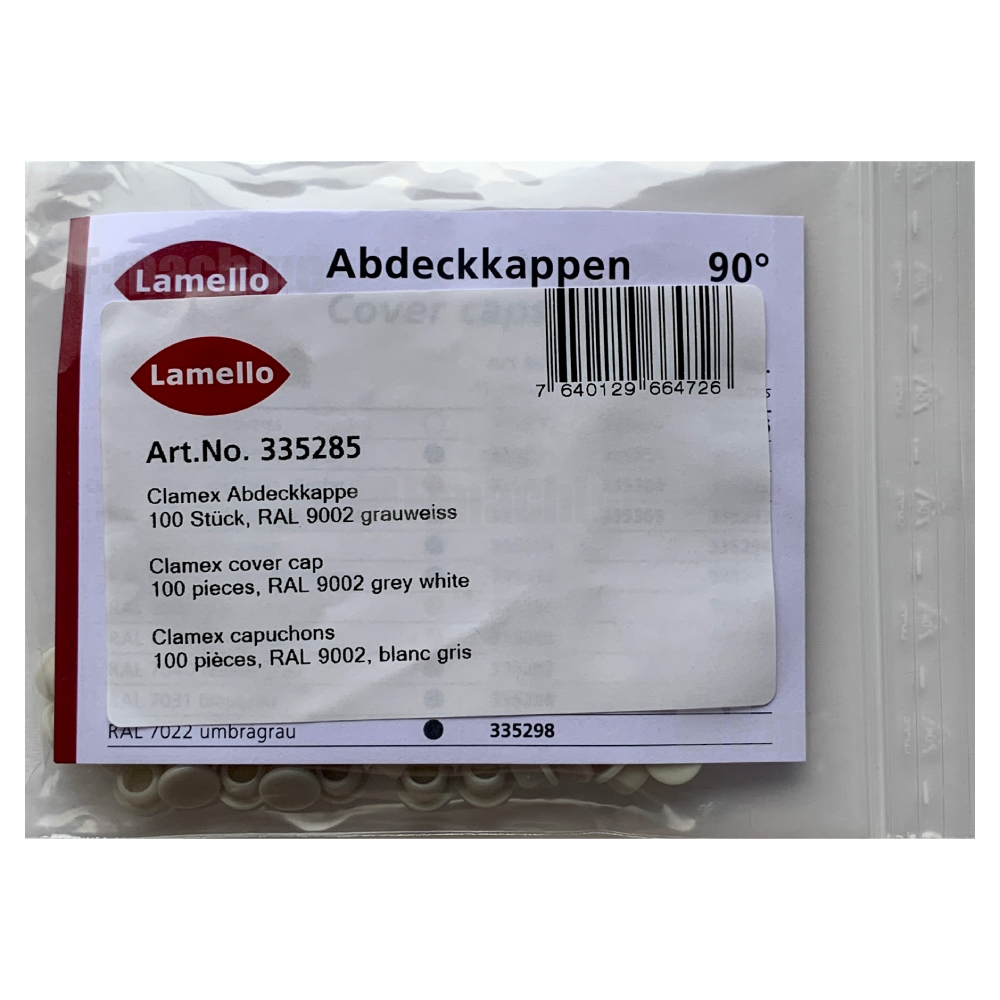 Lamello
Abdeckkappen 90°
Cover caps
Lamello
7 640129 664726
Art.No. 335285
Clamex Abdeckkappe
100 Stück, RAL 9002 grauweiss
Clamex cover cap
100 pieces, RAL 9002 grey white
Clamex capuchons
100 pièces, RAL 9002, blanc gris
RAL 7022 umbragrau 335298